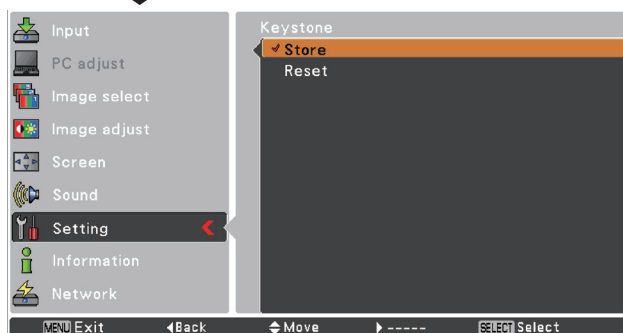 Input
PC adjust
Image select
Image adjust
Screen
Sound
Setting
Information
Network
Keystone
Store
Reset
MENU Exit ◀Back ◆Move ▶----- SELECT Select